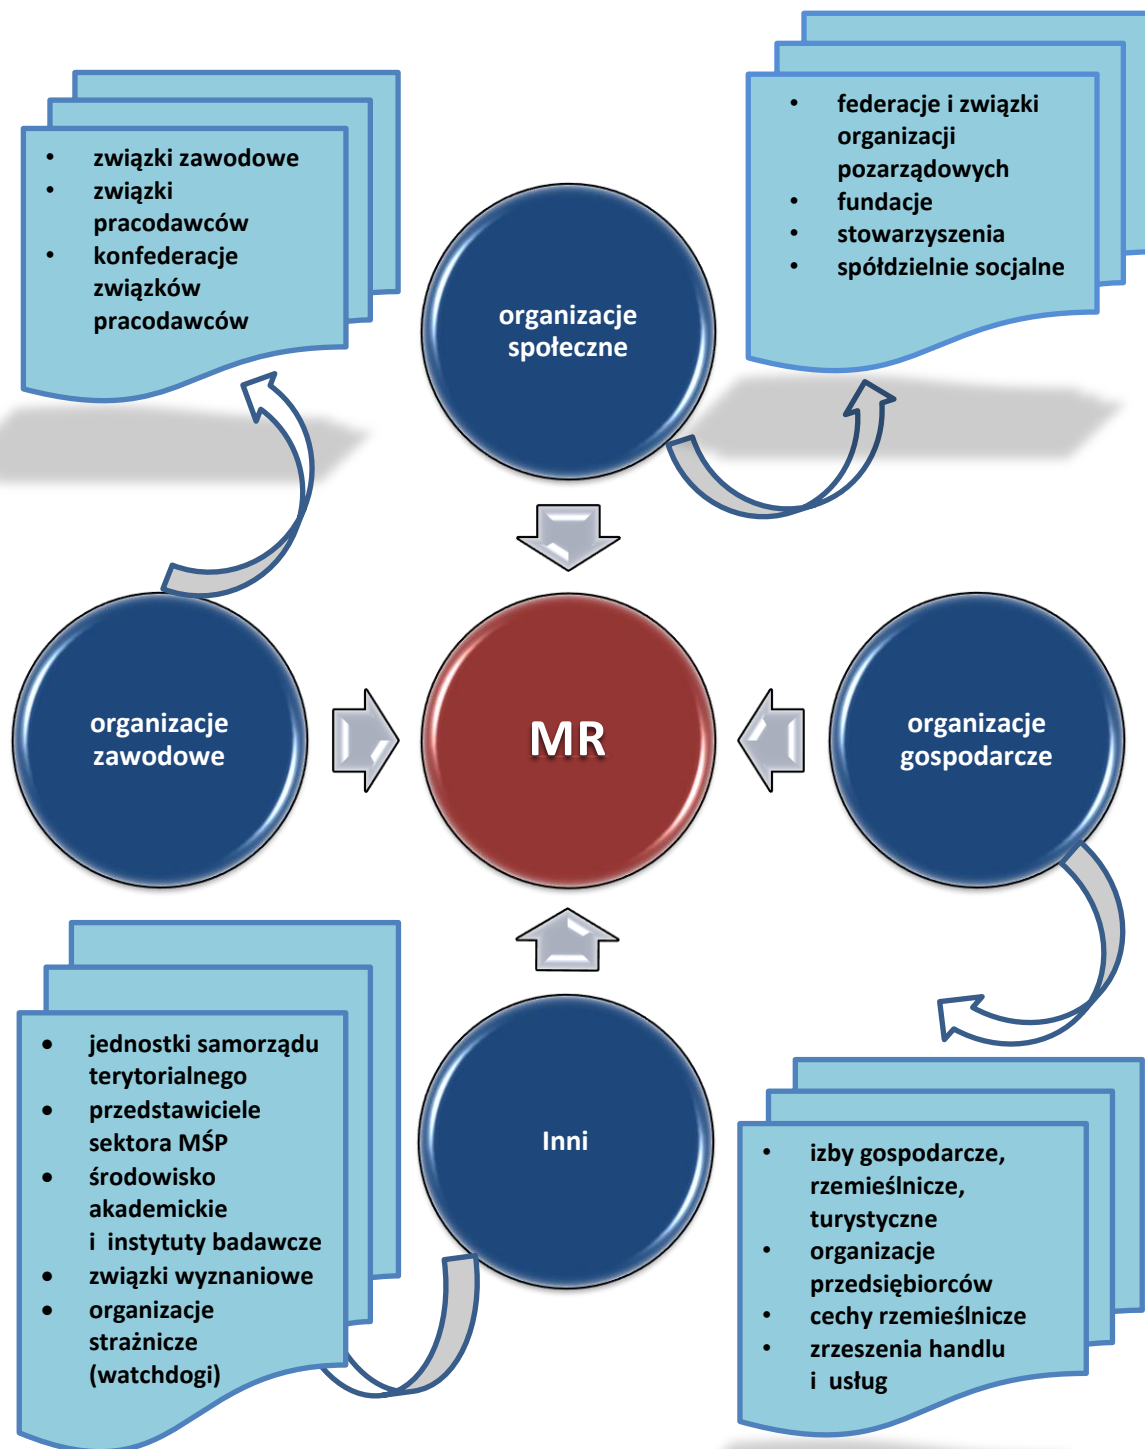 • związki zawodowe
• związki
pracodawców
• konfederacje
związków
pracodawców
• federacje i związki
organizacji
pozarządowych
• fundacje
• stowarzyszenia
• spółdzielnie socjalne
organizacje
społeczne
organizacje
zawodowe
MR
organizacje
gospodarcze
Inni
• jednostki samorządu
terytorialnego
• przedstawiciele
sektora MŚP
• środowisko
akademickie
i instytuty badawcze
• związki wyznaniowe
• organizacje
strażnicze
(watchdogi)
• izby gospodarcze,
rzemieślnicze,
turystyczne
• organizacje
przedsiębiorców
• cechy rzemieślnicze
• zrzeszenia handlu
i usług